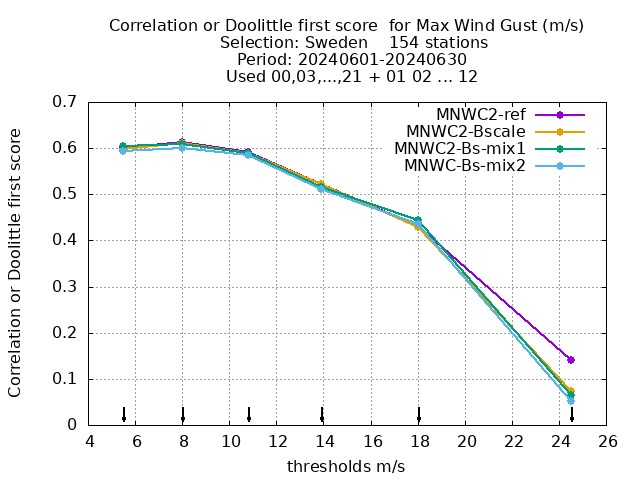 Correlation or Doolittle first score  for Max Wind Gust (m/s)
Selection: Sweden    154 stations
Period: 20240601-20240630
Used 00,03,...,21 + 01 02 ... 12
MNWC2-ref
MNWC2-Bscale
MNWC2-Bs-mix1
MNWC-Bs-mix2
Correlation or Doolittle first score
0.7
0.6
0.5
0.4
0.3
0.2
0.1
0
4 6 8 10 12 14 16 18 20 22 24 26
thresholds m/s